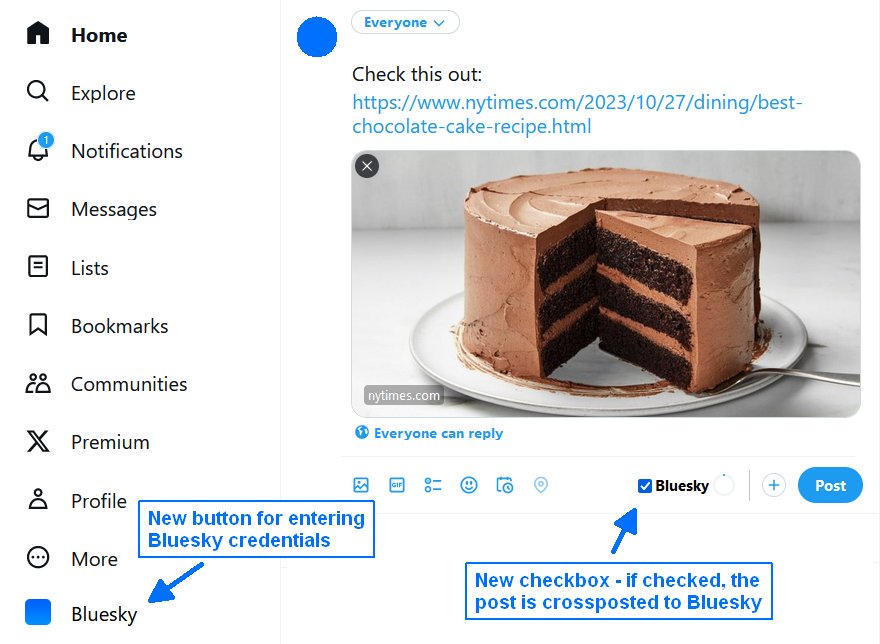 Home
Explore
1
Notifications
Messages
Lists
Bookmarks
Communities
Premium
Profile
More
Bluesky
New button for entering
Bluesky credentials
Everyone
Check this out:
https://www.nytimes.com/2023/10/27/dining/best-
chocolate-cake-recipe.html
nytimes.com
Everyone can reply
GIF
Bluesky
Post
New checkbox - if checked, the
post is crossposted to Bluesky